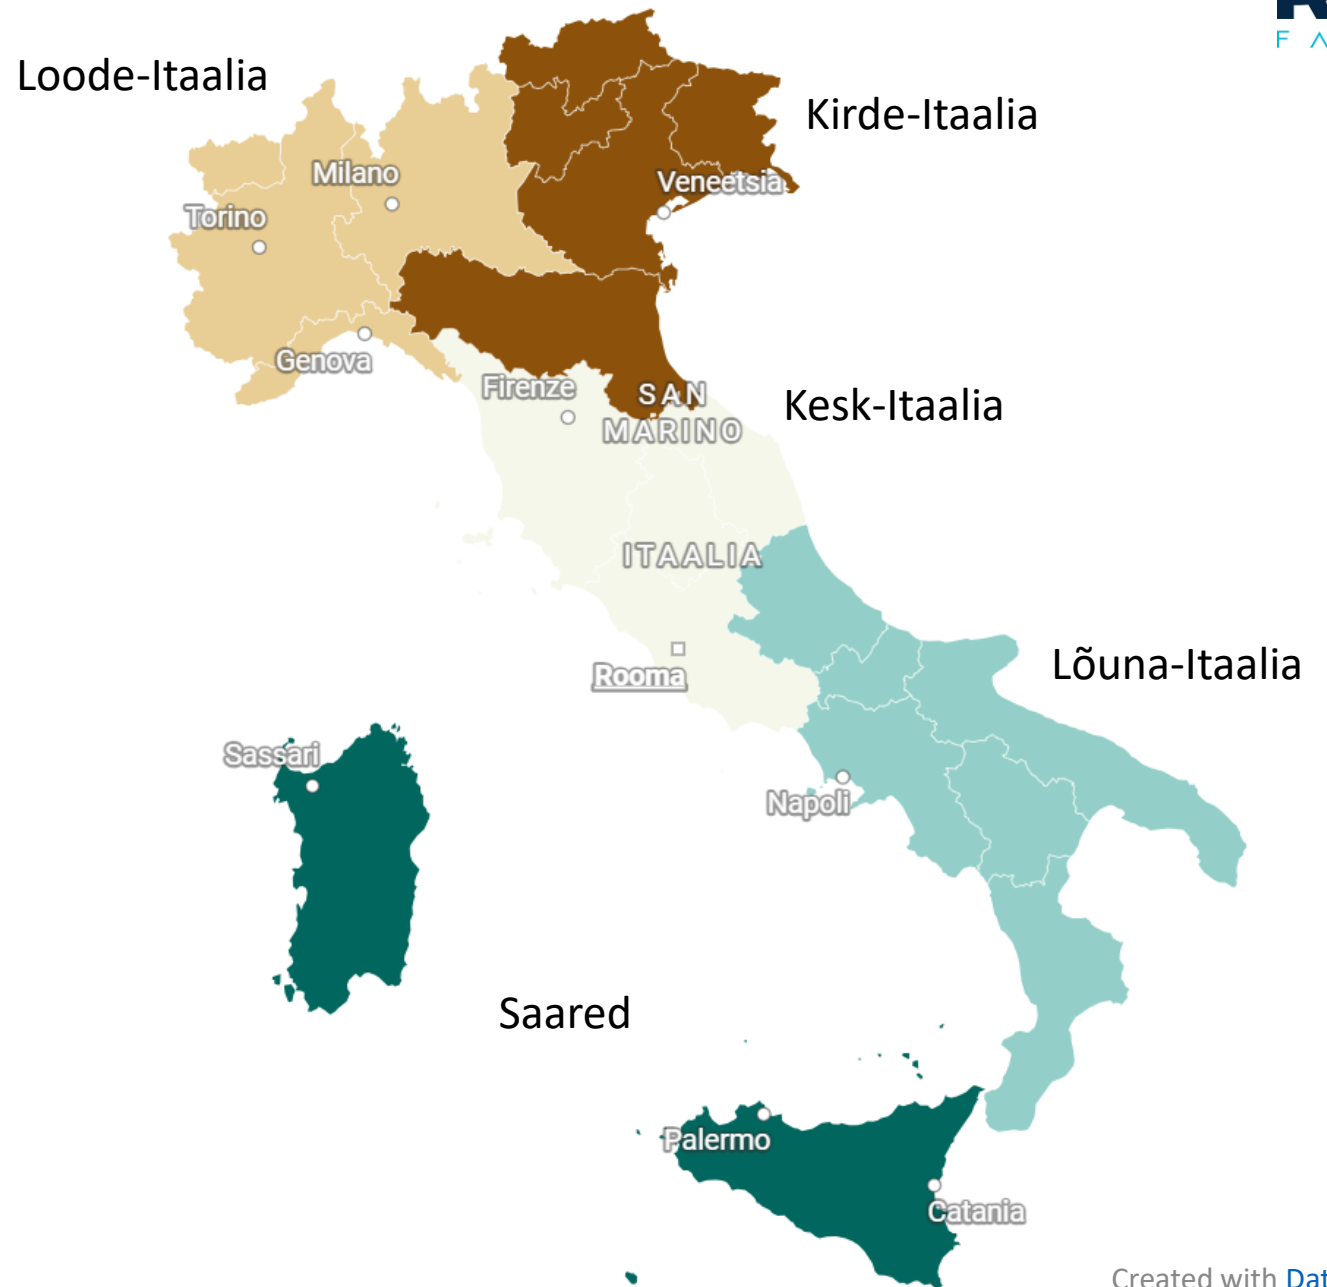 Loode-Itaalia
Kirde-Itaalia
Milano
Veneetsia
Torino
Genova
Firenze
SAN
MARINO
Kesk-Itaalia
ITAALIA
Rooma
Lõuna-Itaalia
Sassari
Napoli
Saared
Palermo
Catania
Created with Dat